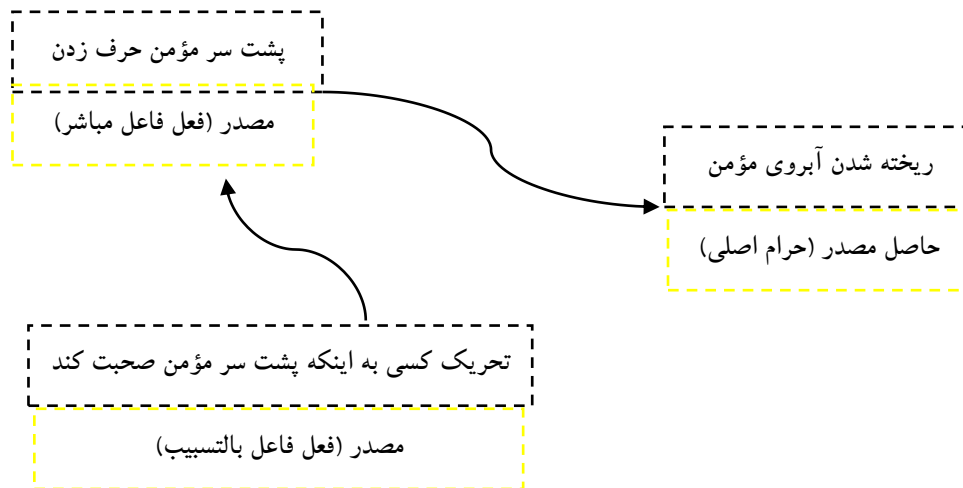 پشت سر مؤمن حرف زدن
مصدر (فعل فاعل مباشر)
ریخته شدن آبروی مؤمن
حاصل مصدر (حرام اصلی)
تحریک کسی به اینکه پشت سر مؤمن صحبت کند
مصدر (فعل فاعل بالتسبیب)